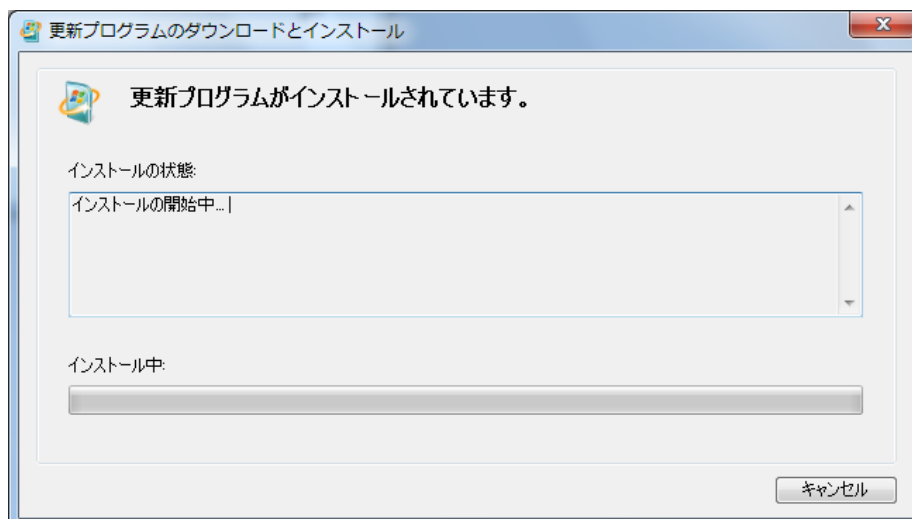 更新プログラムのダウンロードとインストール
更新プログラムがインストールされています。
インストールの状態:
インストールの開始中...
インストール中:
キャンセル